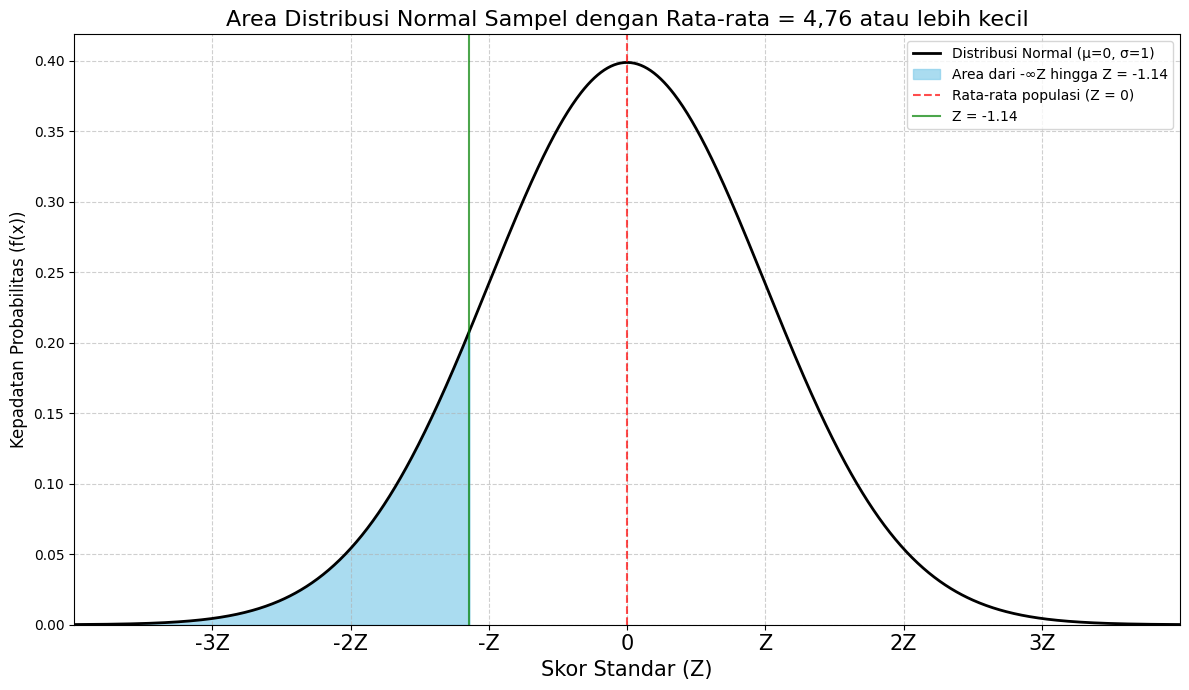 Area Distribusi Normal Sampel dengan Rata-rata = 4,76 atau lebih kecil
Distribusi Normal (μ=0, σ=1)
Area dari -∞Z hingga Z = -1.14
Rata-rata populasi (Z = 0)
Z = -1.14
Kepadatan Probabilitas (f(x))
0.40
0.35
0.30
0.25
0.20
0.15
0.10
0.05
0.00
-3Z -2Z -Z 0 Z 2Z 3Z
Skor Standar (Z)